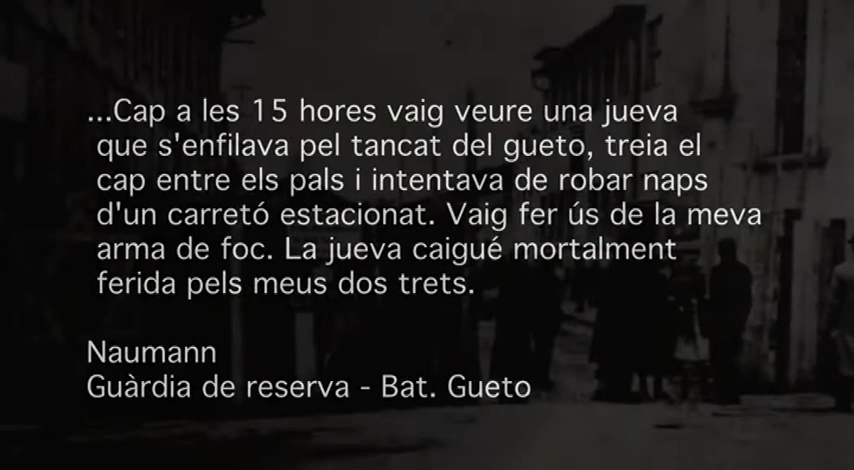 ...Cap a les 15 hores vaig veure una jueva
que s'enfilava pel tancat del gueto, treia el
cap entre els pals i intentava de robar naps
d'un carretó estacionat. Vaig fer ús de la meva
arma de foc. La jueva caigué mortalment
ferida pels meus dos trets.
Naumann
Guàrdia de reserva - Bat. Gueto